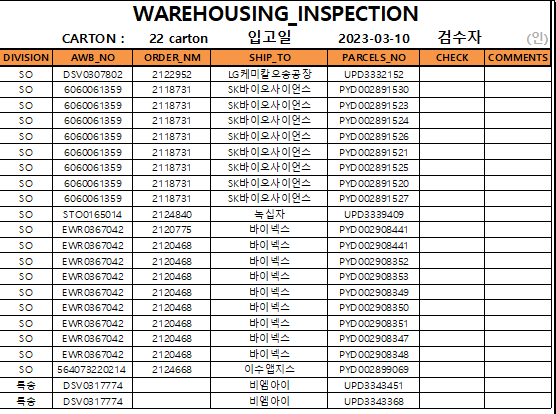 WAREHOUSING_INSPECTION
CARTON : 22 carton 입고일 2023-03-10 검수자 (인)
DIVISION AWB_NO ORDER_NM SHIP_TO PARCELS_NO CHECK COMMENTS
SO DSV0307802 2122952 LG케미칼오송공장 UPD3332152
SO 6060061359 2118731 SK바이오사이언스 PYD002891530
SO 6060061359 2118731 SK바이오사이언스 PYD002891523
SO 6060061359 2118731 SK바이오사이언스 PYD002891524
SO 6060061359 2118731 SK바이오사이언스 PYD002891526
SO 6060061359 2118731 SK바이오사이언스 PYD002891521
SO 6060061359 2118731 SK바이오사이언스 PYD002891525
SO 6060061359 2118731 SK바이오사이언스 PYD002891520
SO 6060061359 2118731 SK바이오사이언스 PYD002891527
SO STO0165014 2124840 녹십자 UPD3339409
SO EWR0367042 2120775 바이넥스 PYD002908441
SO EWR0367042 2120468 바이넥스 PYD002908441
SO EWR0367042 2120468 바이넥스 PYD002908352
SO EWR0367042 2120468 바이넥스 PYD002908353
SO EWR0367042 2120468 바이넥스 PYD002908349
SO EWR0367042 2120468 바이넥스 PYD002908350
SO EWR0367042 2120468 바이넥스 PYD002908351
SO EWR0367042 2120468 바이넥스 PYD002908347
SO EWR0367042 2120468 바이넥스 PYD002908348
SO 564073220214 2124668 이수앱지스 PYD002899069
특송 DSV0317774 비엠아이 UPD3343451
특송 DSV0317774 비엠아이 UPD3343368